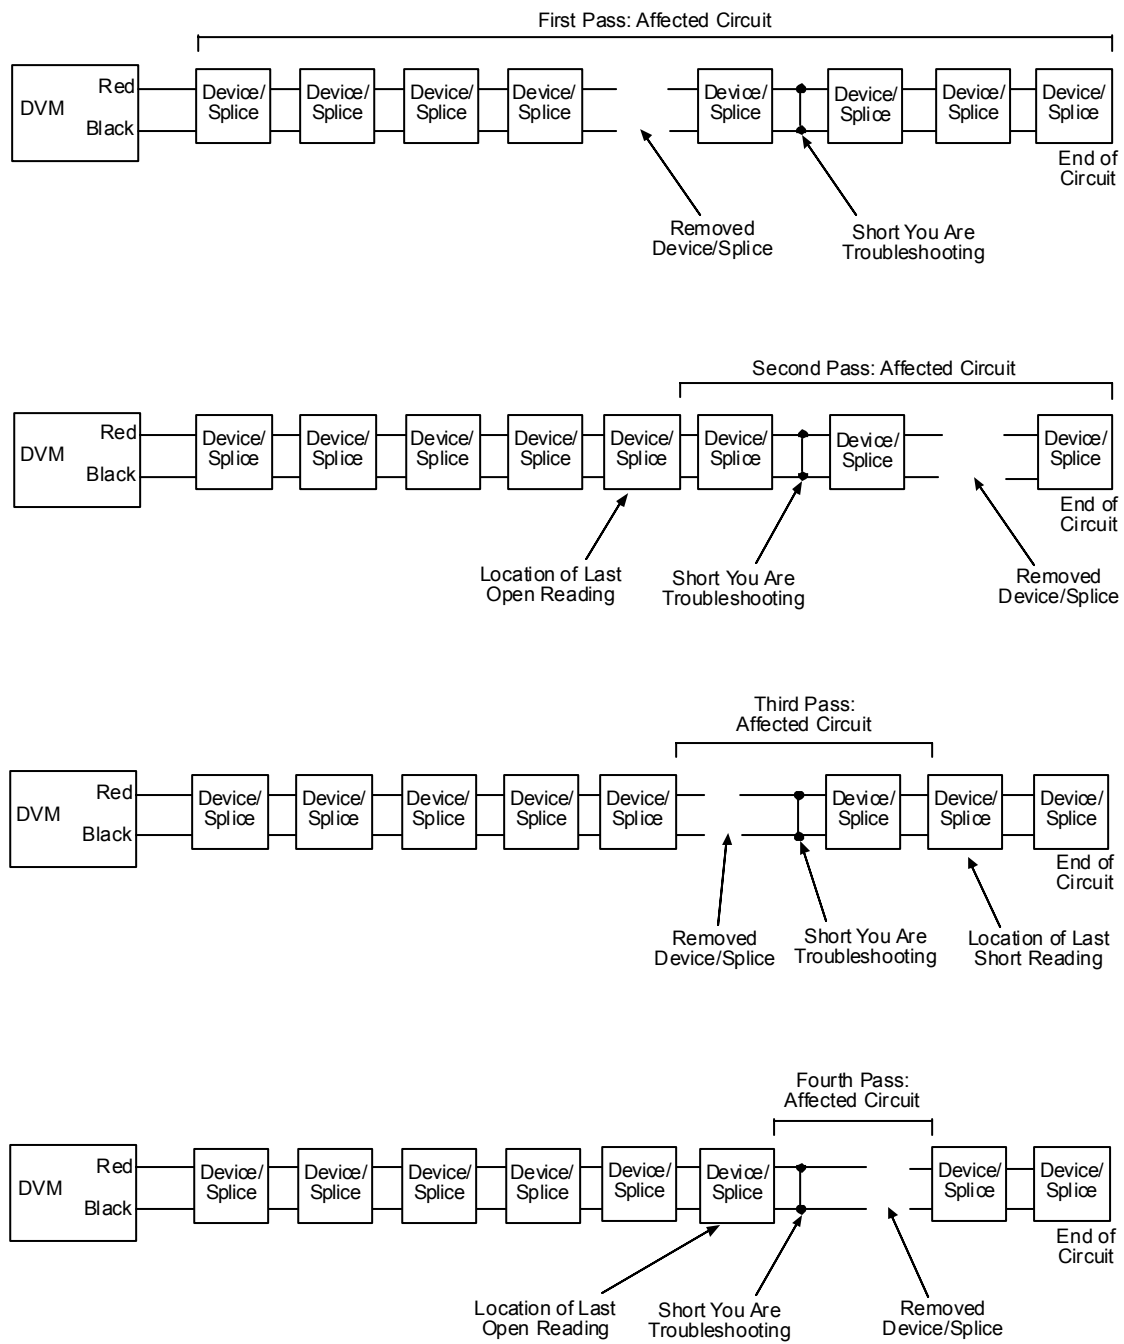 First Pass: Affected Circuit
DVM
Red
Black
Device/
Splice
Device/
Splice
Device/
Splice
Device/
Splice
Device/
Splice
Device/
Splice
Device/
Splice
Device/
Splice
End of
Circuit
Removed
Device/Splice
Short You Are
Troubleshooting
Second Pass: Affected Circuit
DVM
Red
Black
Device/
Splice
Device/
Splice
Device/
Splice
Device/
Splice
Device/
Splice
Device/
Splice
Device/
Splice
Device/
Splice
End of
Circuit
Location of Last
Open Reading
Short You Are
Troubleshooting
Removed
Device/Splice
Third Pass:
Affected Circuit
DVM
Red
Black
Device/
Splice
Device/
Splice
Device/
Splice
Device/
Splice
Device/
Splice
Device/
Splice
Device/
Splice
Device/
Splice
End of
Circuit
Removed
Device/Splice
Short You Are
Troubleshooting
Location of Last
Short Reading
Fourth Pass:
Affected Circuit
DVM
Red
Black
Device/
Splice
Device/
Splice
Device/
Splice
Device/
Splice
Device/
Splice
Device/
Splice
Device/
Splice
Device/
Splice
End of
Circuit
Location of Last
Open Reading
Short You Are
Troubleshooting
Removed
Device/Splice